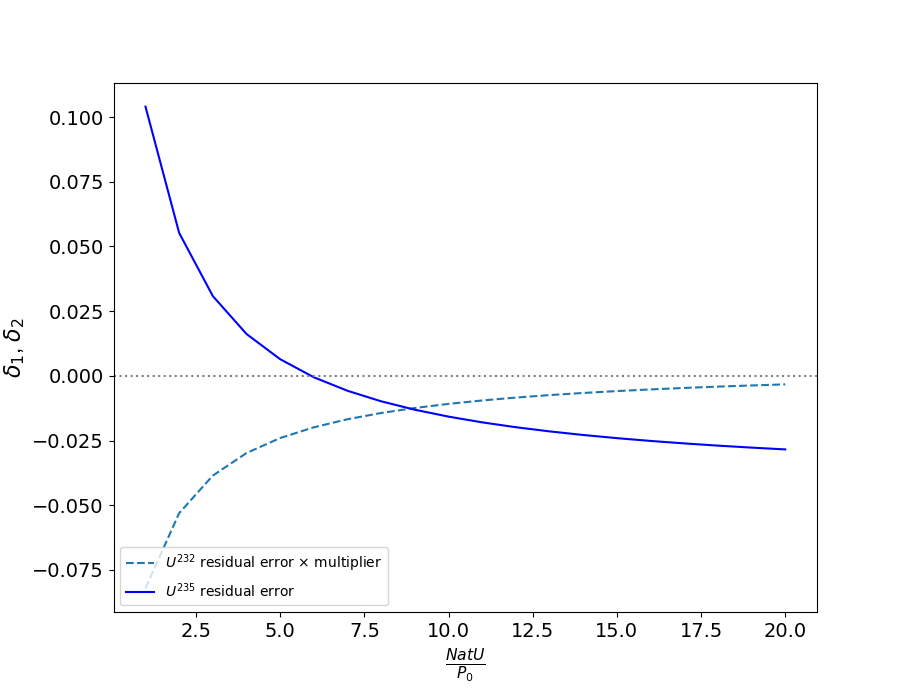 0.100
0.075
0.050
0.025
0.000
−0.025
−0.050
−0.075
δ₁, δ₂
U²³² residual error × multiplier
U²³⁵ residual error
2.5 5.0 7.5 10.0 12.5 15.0 17.5 20.0
NatU
P₀